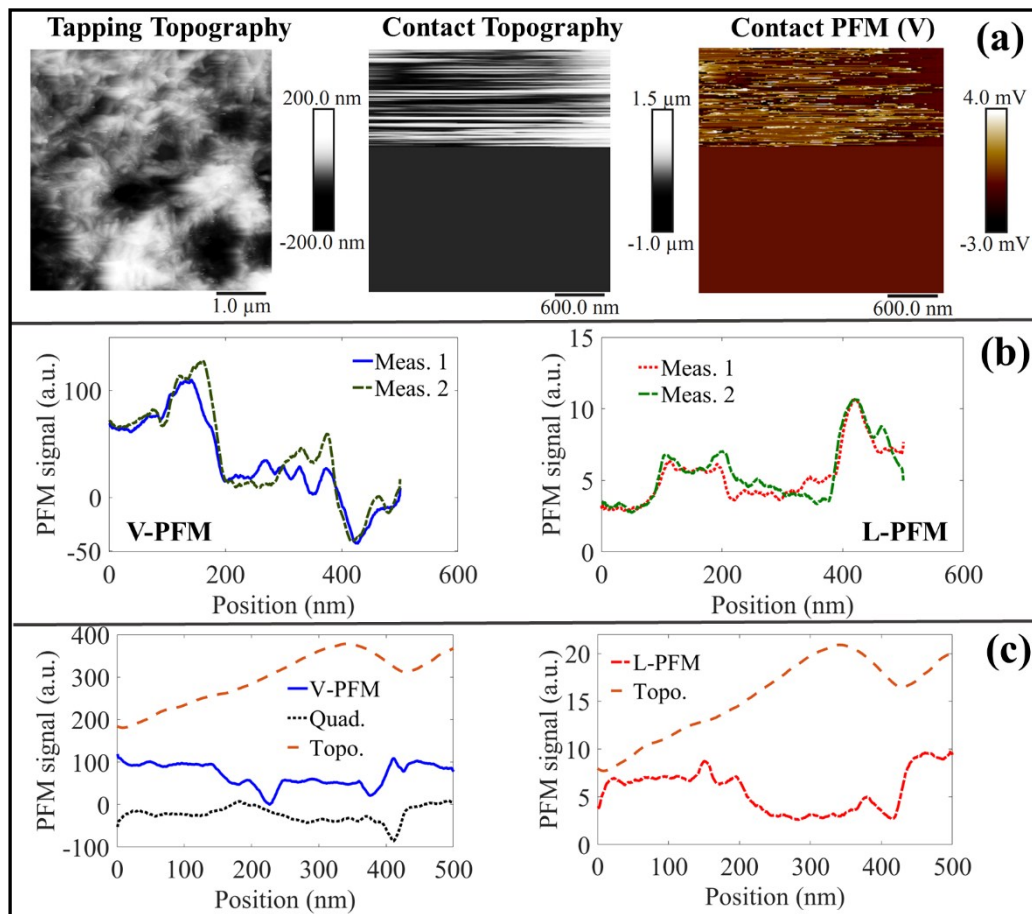 Tapping Topography
Contact Topography
Contact PFM (V)
(a)
200.0 nm
-200.0 nm
1.0 µm
1.5 µm
-1.0 µm
600.0 nm
4.0 mV
-3.0 mV
600.0 nm
(b)
PFM signal (a.u.)
100
50
0
-50
Meas. 1
Meas. 2
V-PFM
0 200 400 600
Position (nm)
PFM signal (a.u.)
15
10
5
0
Meas. 1
Meas. 2
L-PFM
0 200 400 600
Position (nm)
(c)
PFM signal (a.u.)
400
300
200
100
0
-100
V-PFM
Quad.
Topo.
0 100 200 300 400 500
Position (nm)
PFM signal (a.u.)
20
15
10
5
0
L-PFM
Topo.
0 100 200 300 400 500
Position (nm)